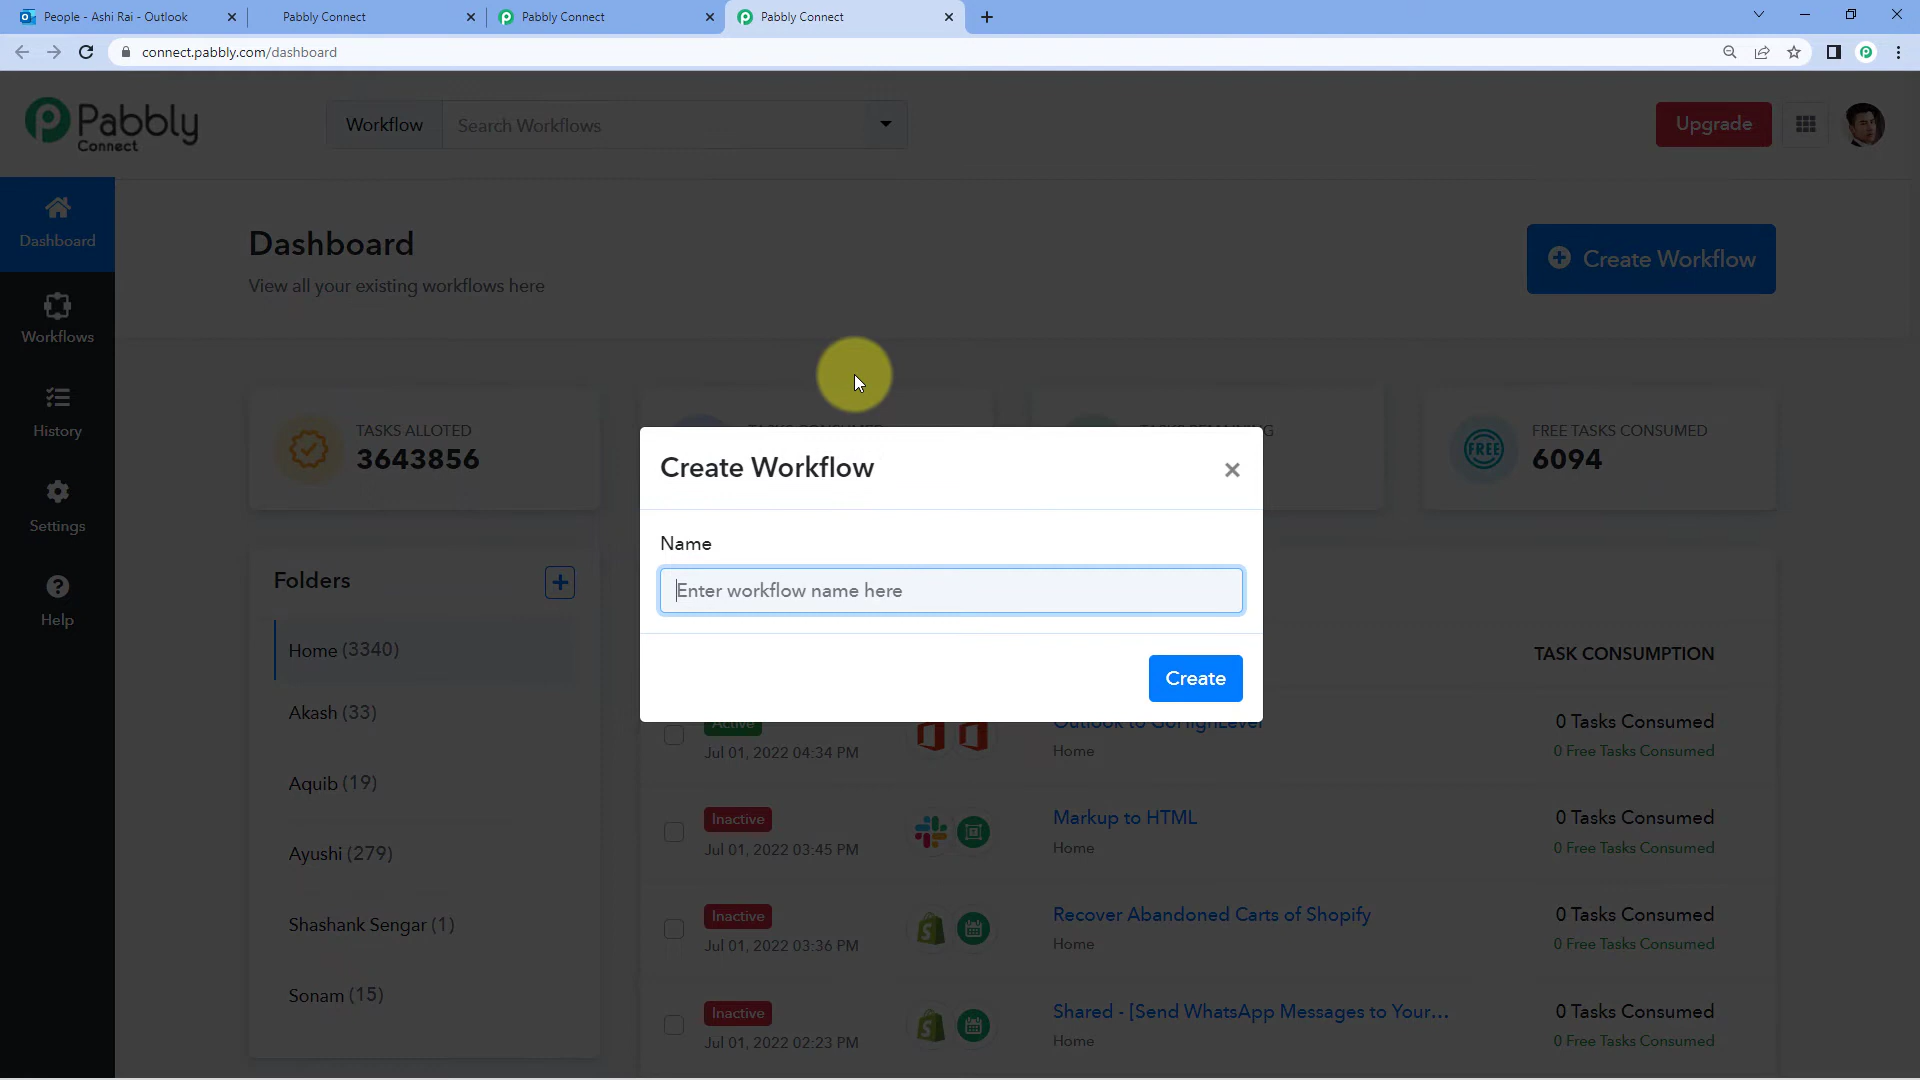 People - Ashi Rai - Outlook
Pabbly Connect
Pabbly Connect
Pabbly Connect
connect.pabbly.com/dashboard
Pabbly
Connect
Workflow
Search Workflows
Upgrade
Dashboard
Workflows
History
Settings
Help
Dashboard
View all your existing workflows here
Create Workflow
TASKS ALLOTED
3643856
FREE
FREE TASKS CONSUMED
6094
Create Workflow
Name
Enter workflow name here
Create
Folders
Home (3340)
Akash (33)
Aquib (19)
Ayushi (279)
Shashank Sengar (1)
Sonam (15)
TASK CONSUMPTION
Active
Jul 01, 2022 04:34 PM
Outlook to GoHighLevel
Home
0 Tasks Consumed
0 Free Tasks Consumed
Inactive
Jul 01, 2022 03:45 PM
Markup to HTML
Home
0 Tasks Consumed
0 Free Tasks Consumed
Inactive
Jul 01, 2022 03:36 PM
Recover Abandoned Carts of Shopify
Home
0 Tasks Consumed
0 Free Tasks Consumed
Inactive
Jul 01, 2022 02:23 PM
Shared - [Send WhatsApp Messages to Your...
Home
0 Tasks Consumed
0 Free Tasks Consumed